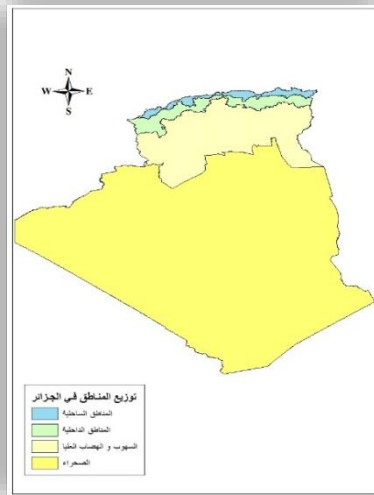 N
W E
S
توزيع المناطق في الجزائر
المناطق الساحلية
المناطق الداخلية
السهوب و الهضاب العليا
الصحراء